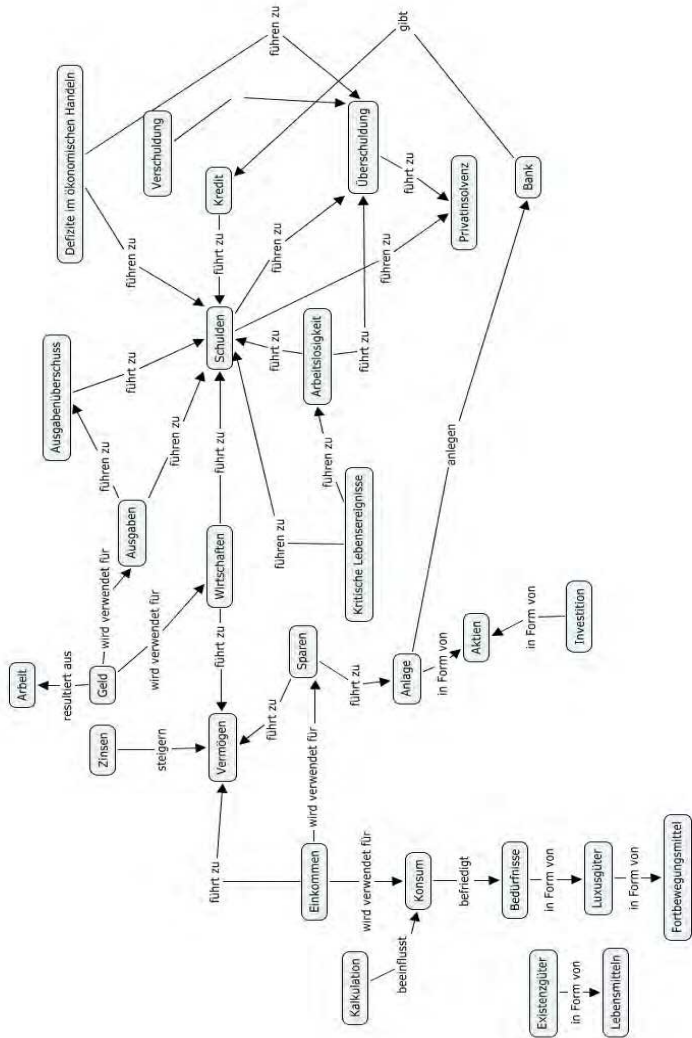 Arbeit
resultiert aus
Geld
wird verwendet für
Ausgaben
führen zu
Ausgabenüberschuss
führt zu
führen zu
Defizite im ökonomischen Handeln
führen zu
führen zu
Zinsen
steigern
wird verwendet für
Verschuldung
führt zu
Vermögen
führt zu
Wirtschaften
führt zu
Schulden
führt zu
Kredit
gibt
führt zu
Sparen
führen zu
führt zu
Arbeitslosigkeit
führen zu
führen zu
Überschuldung
führt zu
Einkommen
wird verwendet für
führt zu
Kritische Lebensereignisse
führen zu
führt zu
Kalkulation
beeinflusst
wird verwendet für
Konsum
Anlage
anlegen
Privatinsolvenz
befriedigt
in Form von
Aktien
Bank
Bedürfnisse
in Form von
in Form von
Investition
Existenzgüter
in Form von
Lebensmitteln
Luxusgüter
in Form von
Fortbewegungsmittel